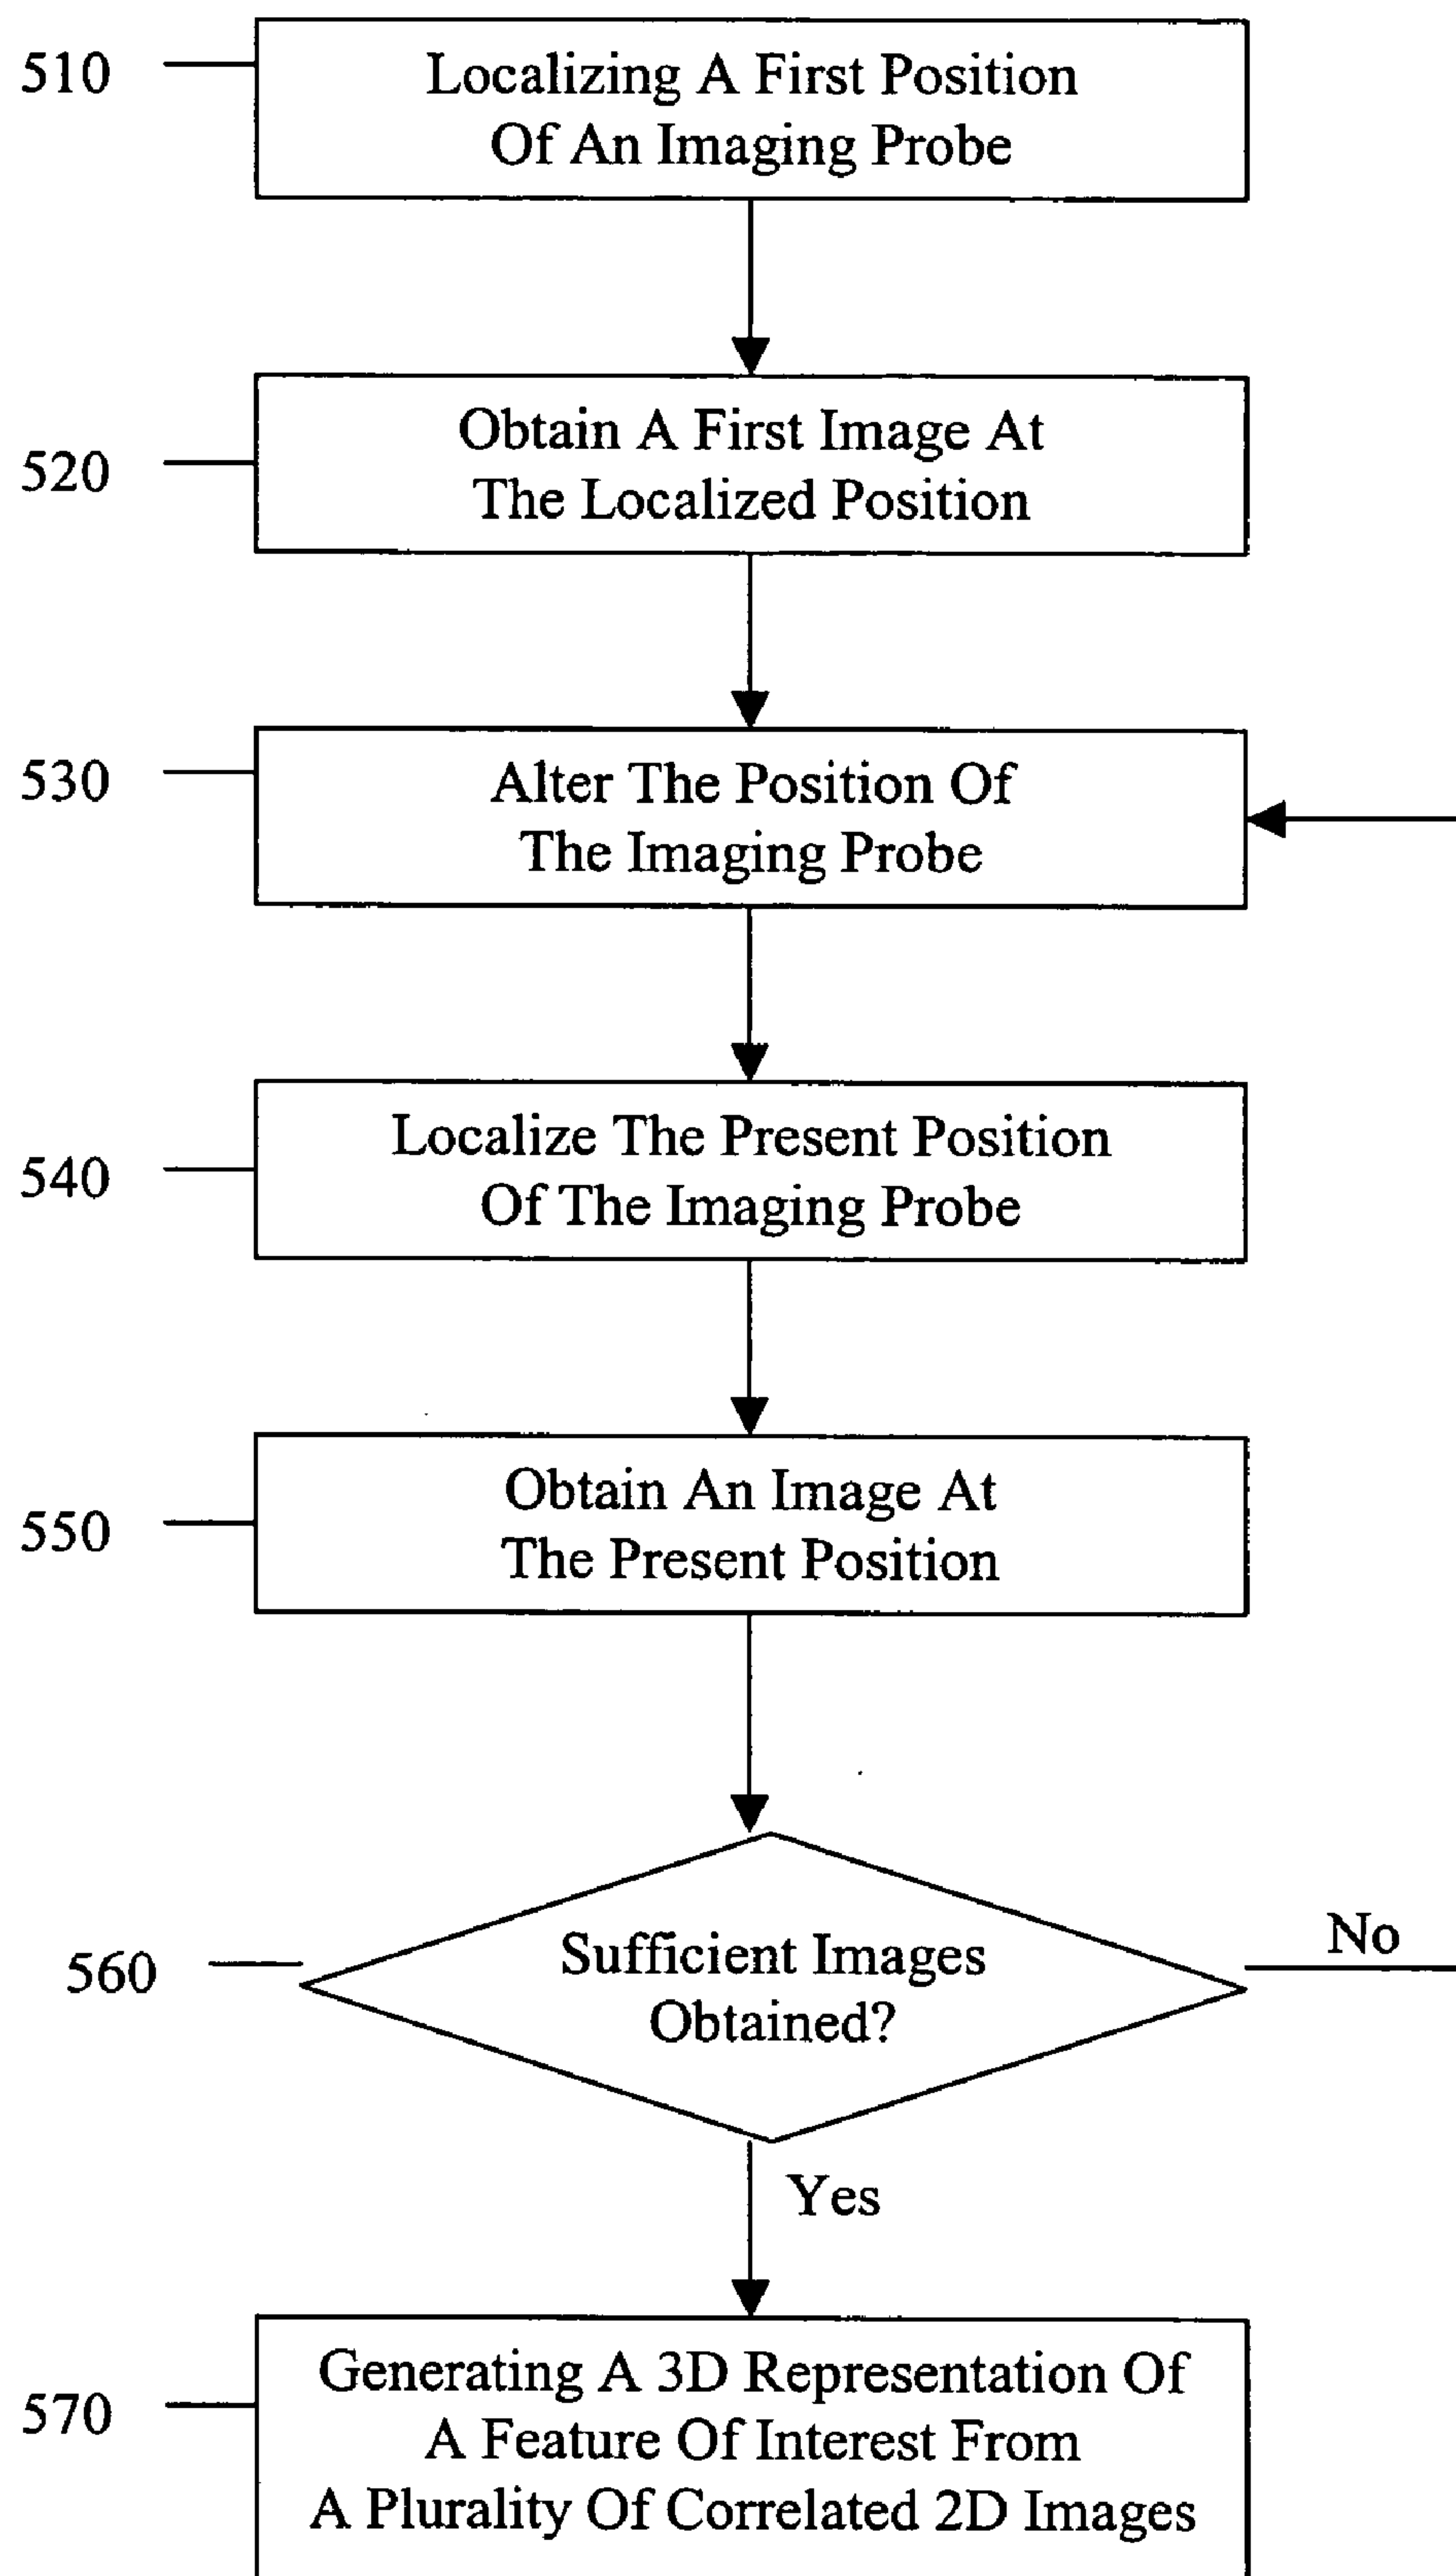 510
Localizing A First Position
Of An Imaging Probe
520
Obtain A First Image At
The Localized Position
530
Alter The Position Of
The Imaging Probe
540
Localize The Present Position
Of The Imaging Probe
550
Obtain An Image At
The Present Position
560
Sufficient Images
Obtained?
No
Yes
570
Generating A 3D Representation Of
A Feature Of Interest From
A Plurality Of Correlated 2D Images